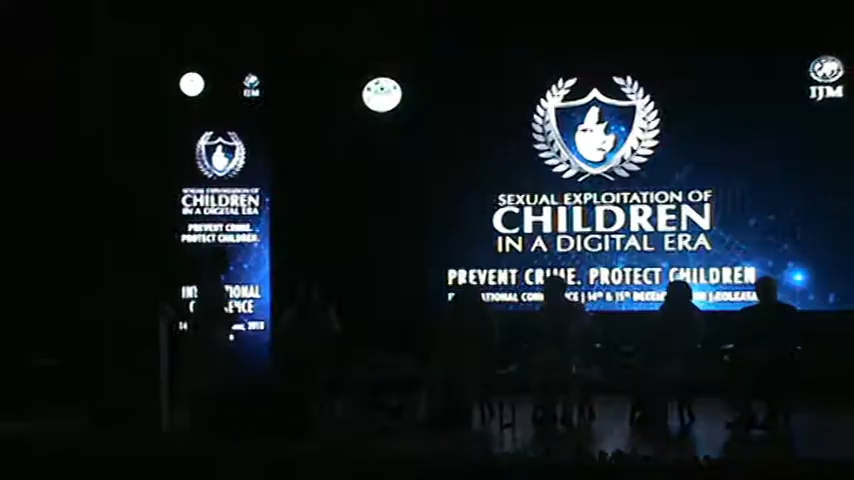 IJM
SEXUAL EXPLOITATION OF
CHILDREN
IN A DIGITAL ERA
PREVENT CRIME.
PROTECT CHILDREN.
IJM
SEXUAL EXPLOITATION OF
CHILDREN
IN A DIGITAL ERA
PREVENT CRIME. PROTECT CHILDREN